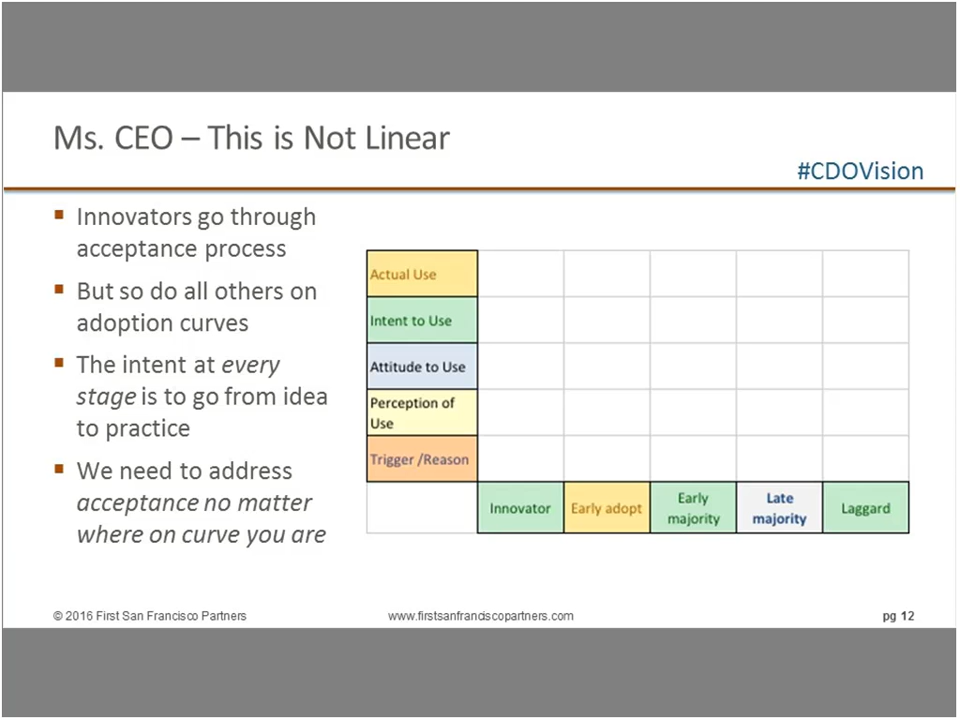 Ms. CEO – This is Not Linear
#CDOVision
▪ Innovators go through
acceptance process
▪ But so do all others on
adoption curves
▪ The intent at every
stage is to go from idea
to practice
▪ We need to address
acceptance no matter
where on curve you are
Actual Use
Intent to Use
Attitude to Use
Perception of
Use
Trigger /Reason
Innovator
Early adopt
Early
majority
Late
majority
Laggard
© 2016 First San Francisco Partners
www.firstsanfranciscopartners.com
pg 12